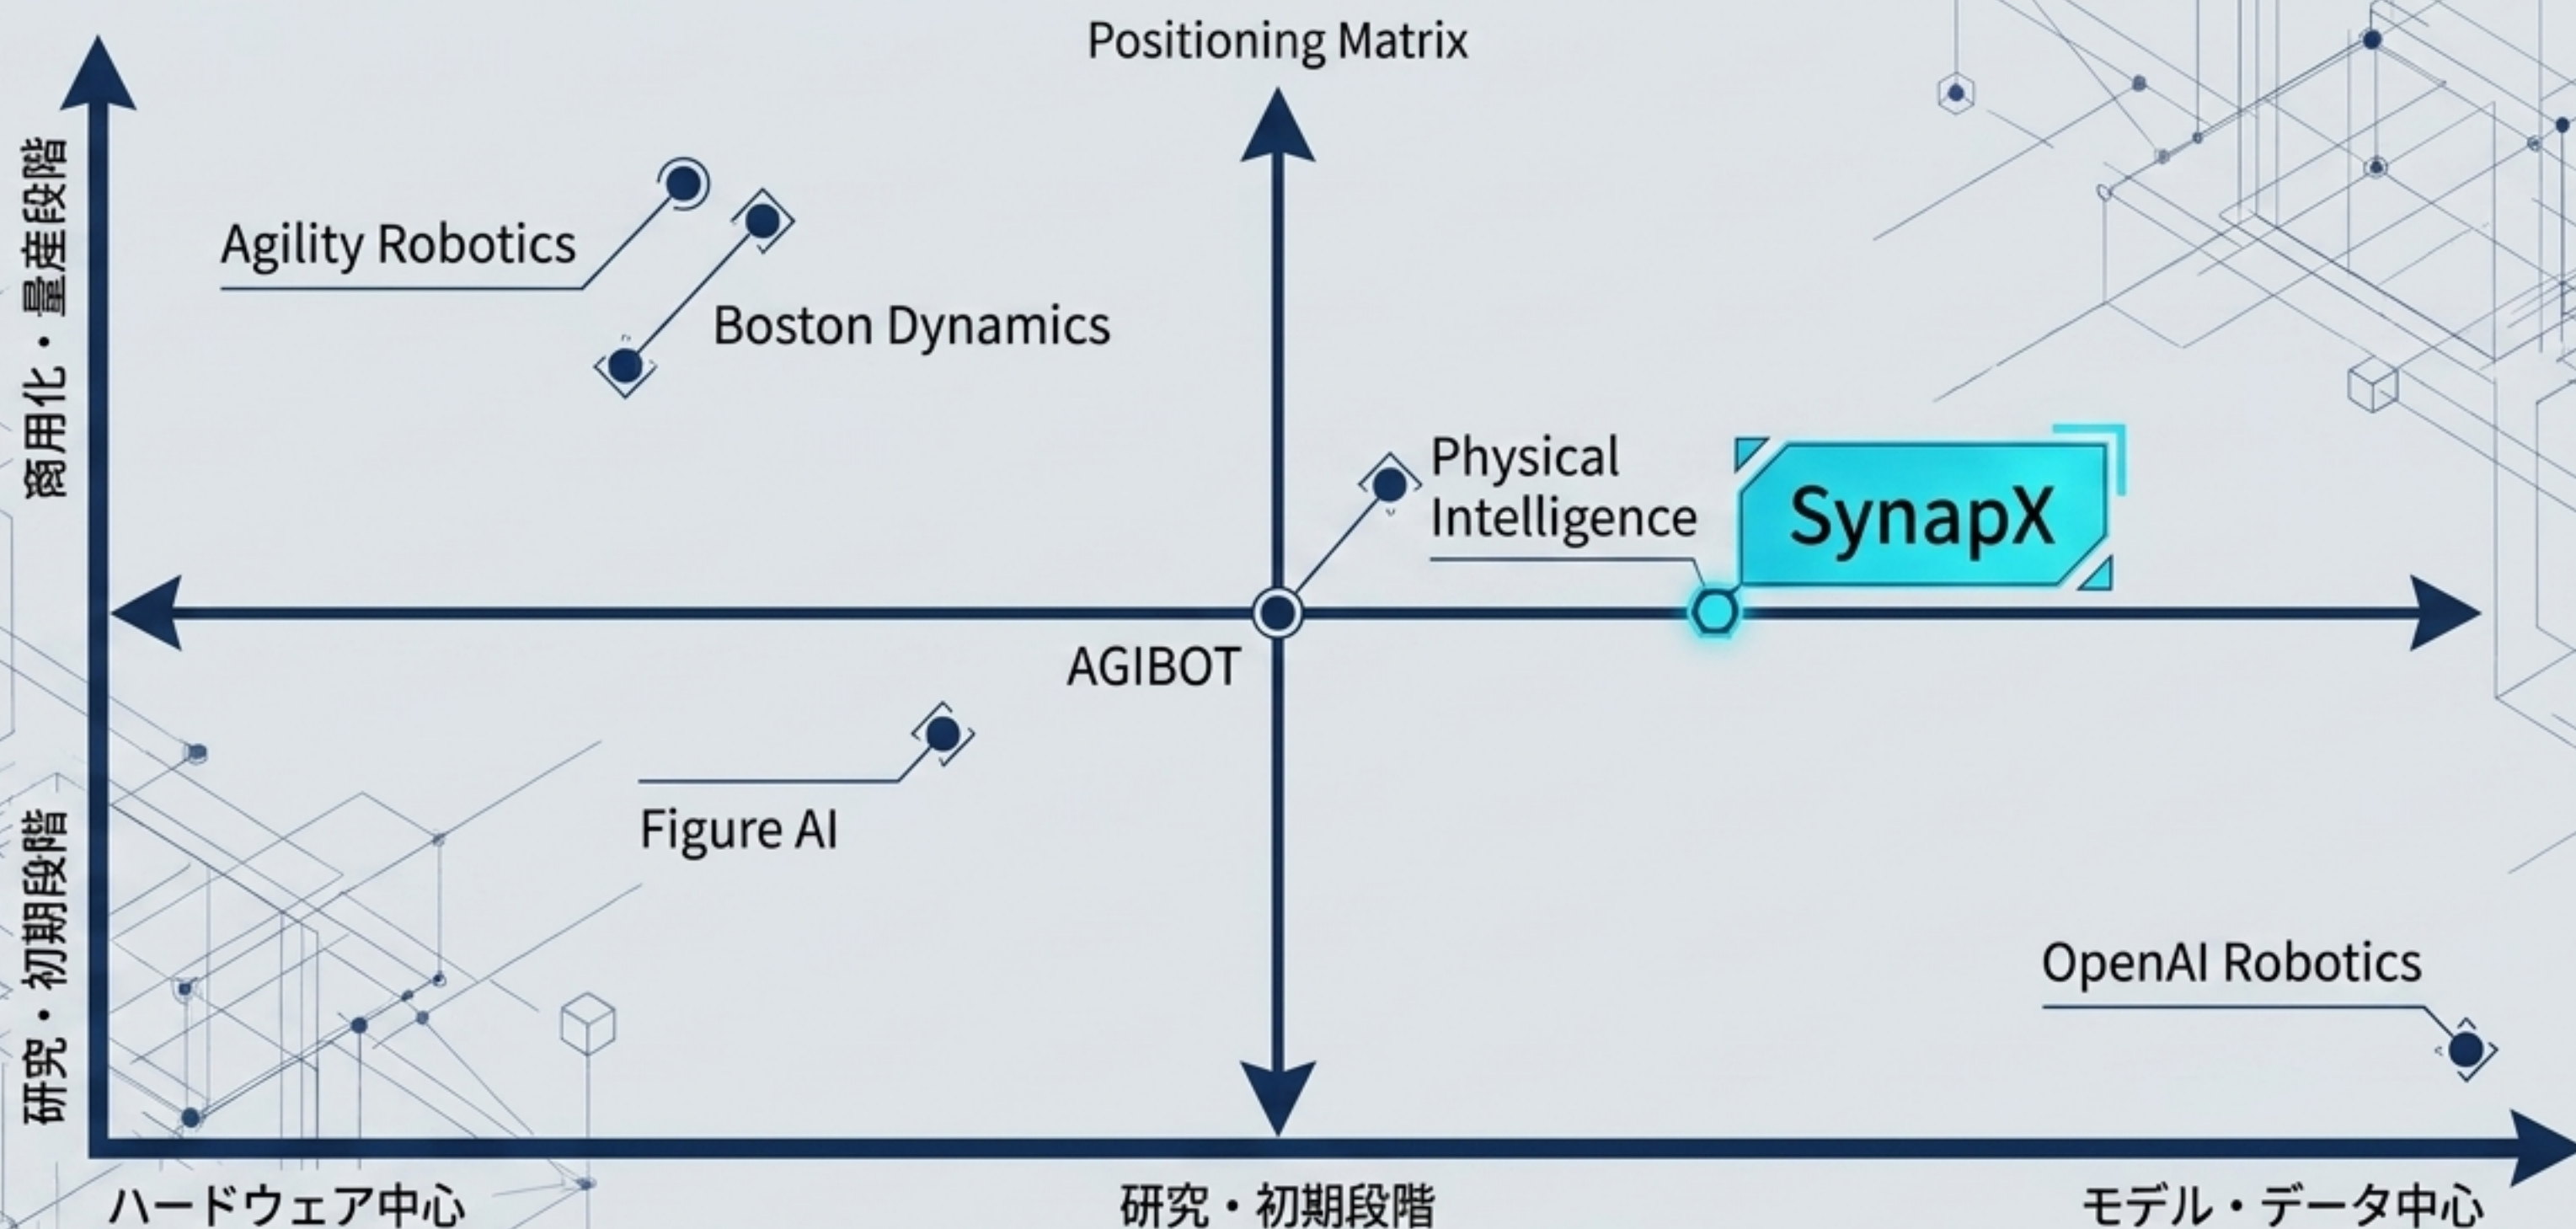 Positioning Matrix
商用化・量産段階
Agility Robotics
Boston Dynamics
Physical
Intelligence
SynapX
AGIBOT
Figure AI
研究・初期段階
OpenAI Robotics
ハードウェア中心
研究・初期段階
モデル・データ中心